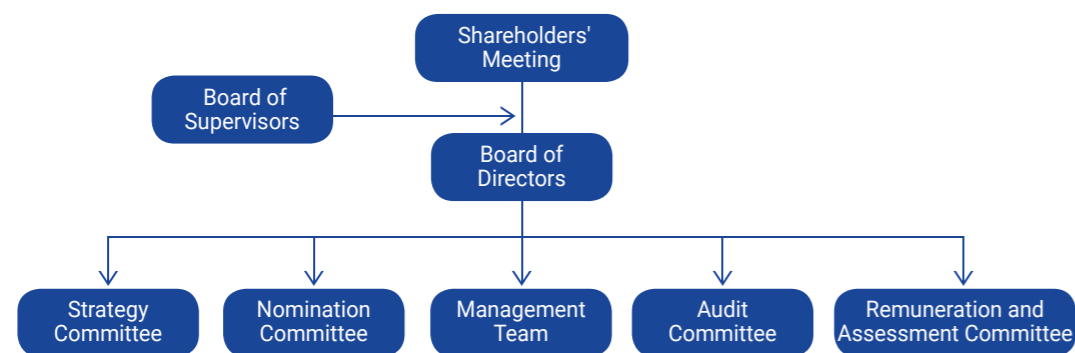 Shareholders'
Meeting
Board of
Supervisors
Board of
Directors
Strategy
Committee
Nomination
Committee
Management
Team
Audit
Committee
Remuneration and
Assessment Committee